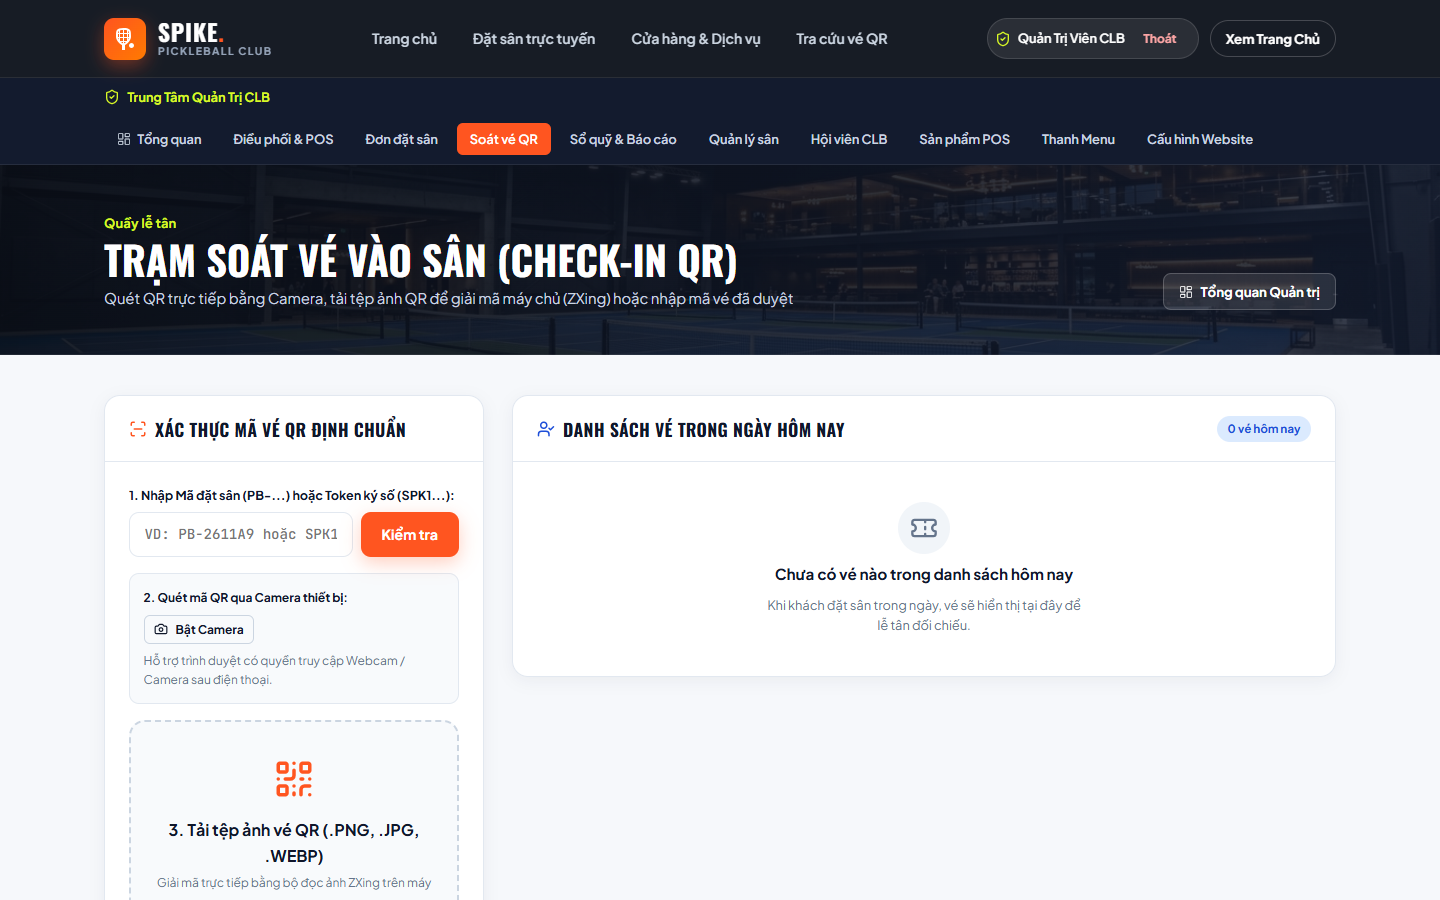 SPIKE.
PICKLEBALL CLUB
Trang chủ
Đặt sân trực tuyến
Cửa hàng & Dịch vụ
Tra cứu vé QR
Quản Trị Viên CLB
Thoát
Xem Trang Chủ
Trung Tâm Quản Trị CLB
Tổng quan
Điều phối & POS
Đơn đặt sân
Soát vé QR
Sổ quỹ & Báo cáo
Quản lý sân
Hội viên CLB
Sản phẩm POS
Thanh Menu
Cấu hình Website
Quầy lễ tân
TRẠM SOÁT VÉ VÀO SÂN (CHECK-IN QR)
Quét QR trực tiếp bằng Camera, tải tệp ảnh QR để giải mã máy chủ (ZXing) hoặc nhập mã vé đã duyệt
Tổng quan Quản trị
XÁC THỰC MÃ VÉ QR ĐỊNH CHUẨN
1. Nhập Mã đặt sân (PB-...) hoặc Token ký số (SPK1...):
VD: PB-2611A9 hoặc SPK1
Kiểm tra
2. Quét mã QR qua Camera thiết bị:
Bật Camera
Hỗ trợ trình duyệt có quyền truy cập Webcam /
Camera sau điện thoại.
3. Tải tệp ảnh vé QR (.PNG, .JPG,
.WEBP)
Giải mã trực tiếp bằng bộ đọc ảnh ZXing trên máy
DANH SÁCH VÉ TRONG NGÀY HÔM NAY
0 vé hôm nay
Chưa có vé nào trong danh sách hôm nay
Khi khách đặt sân trong ngày, vé sẽ hiển thị tại đây để
lễ tân đối chiếu.